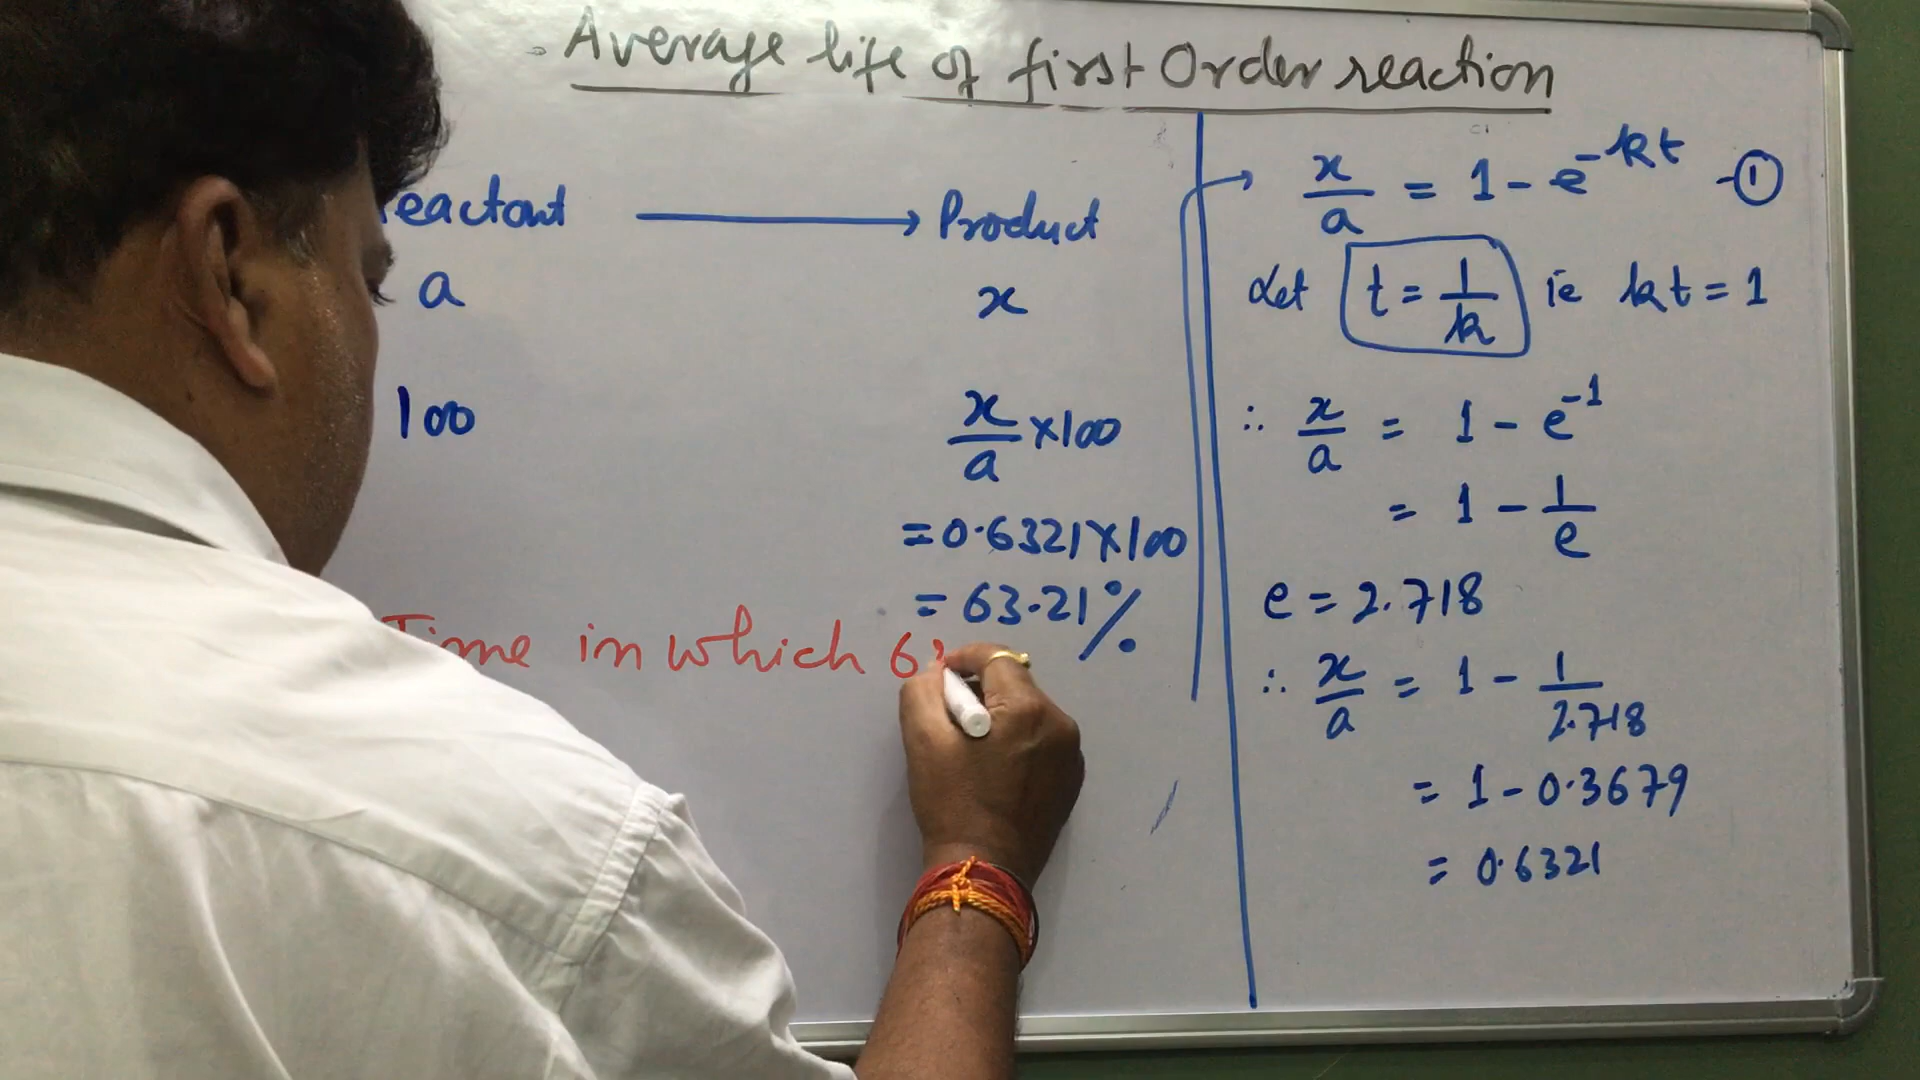 Average life of first Order reaction
eactant → Product
a x
100 x/a ×100
= 0.6321×100
= 63.21%
Time in which 6
x/a = 1 - e^-kt -①
Let t = 1/k ie kt = 1
∴ x/a = 1 - e^-1
= 1 - 1/e
e = 2.718
∴ x/a = 1 - 1/2.718
= 1 - 0.3679
= 0.6321